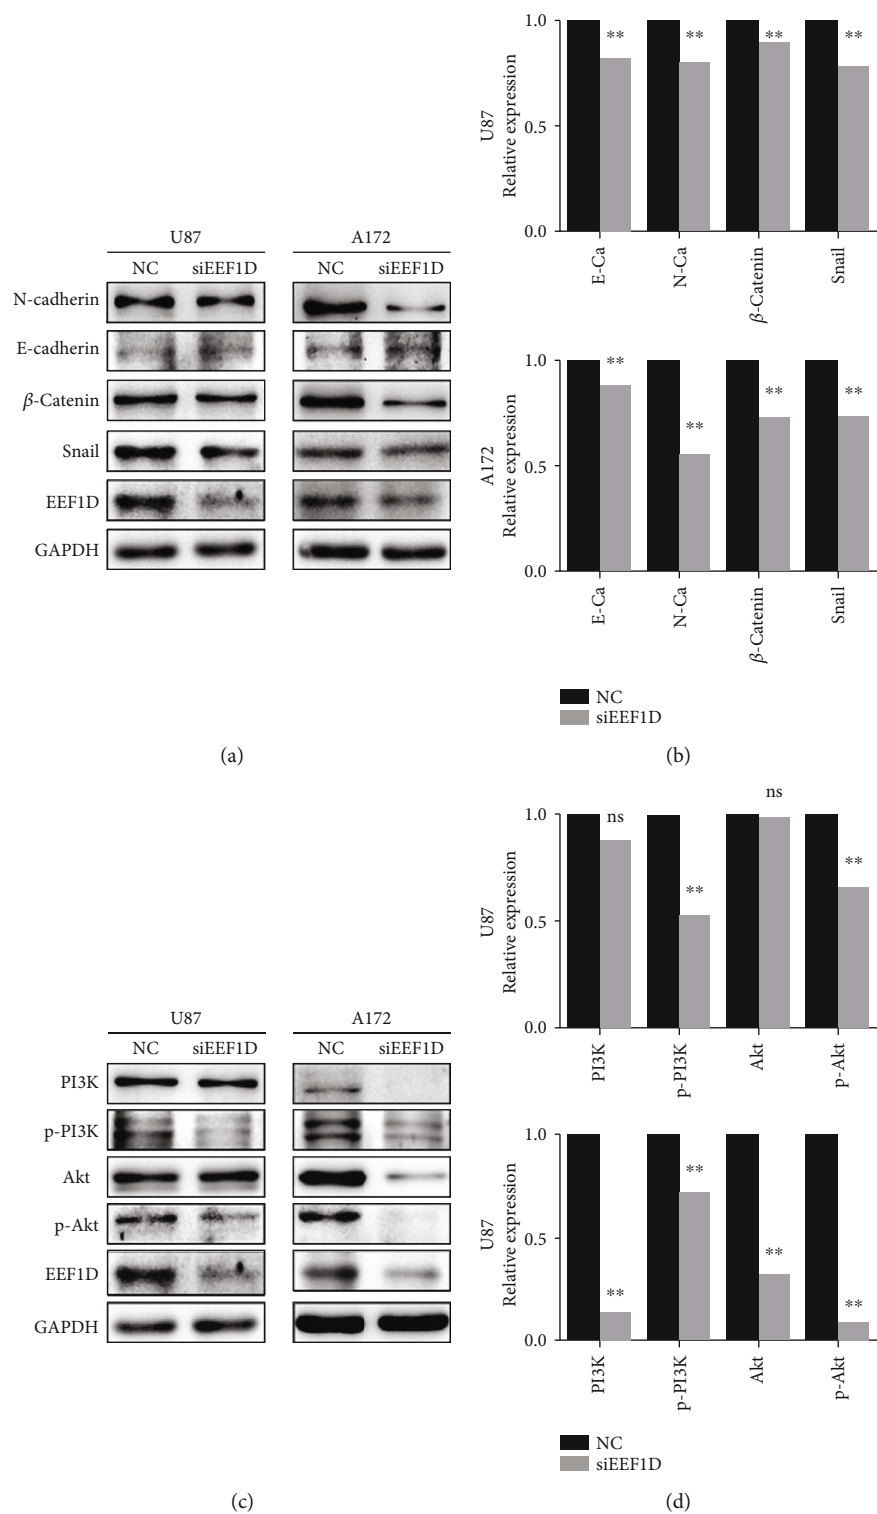 U87
A172
NC
siEEF1D
NC
siEEF1D
N-cadherin
E-cadherin
β-Catenin
Snail
EEF1D
GAPDH
(a)
U87
Relative expression
1.0
0.5
0.0
**
**
**
**
E-Ca
N-Ca
β-Catenin
Snail
A172
Relative expression
1.0
0.5
0.0
**
**
**
**
E-Ca
N-Ca
β-Catenin
Snail
NC
siEEF1D
(b)
U87
A172
NC
siEEF1D
NC
siEEF1D
PI3K
p-PI3K
Akt
p-Akt
EEF1D
GAPDH
(c)
U87
Relative expression
1.0
0.5
0.0
ns
**
ns
**
PI3K
p-PI3K
Akt
p-Akt
U87
Relative expression
1.0
0.5
0.0
**
**
**
**
PI3K
p-PI3K
Akt
p-Akt
NC
siEEF1D
(d)